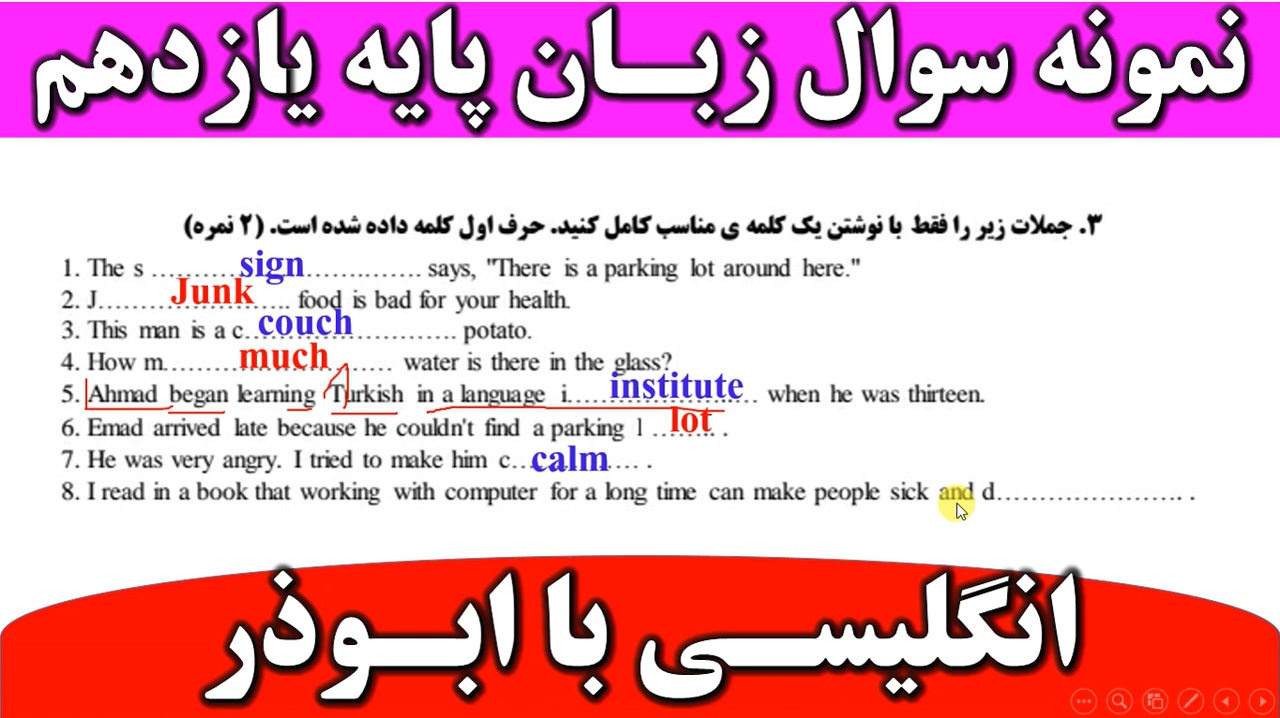 نمونه سوال زبان پایه یازدهم
۳. جملات زیر را فقط با نوشتن یک کلمه ی مناسب کامل کنید. حرف اول کلمه داده شده است. (۲ نمره)
1. The s ............sign.................. says, "There is a parking lot around here."
2. J..........Junk.......... food is bad for your health.
3. This man is a c..couch.................. potato.
4. How m..........much.......... water is there in the glass?
5. Ahmad began learning Turkish in a language i......institute.. when he was thirteen.
6. Emad arrived late because he couldn't find a parking l ..lot.... .
7. He was very angry. I tried to make him c...calm..... .
8. I read in a book that working with computer for a long time can make people sick and d........................ .
انگلیسی با ابوذر